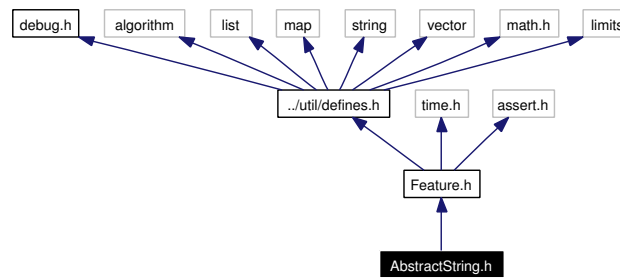 debug.h
algorithm
list
map
string
vector
math.h
limits
../util/defines.h
time.h
assert.h
Feature.h
AbstractString.h